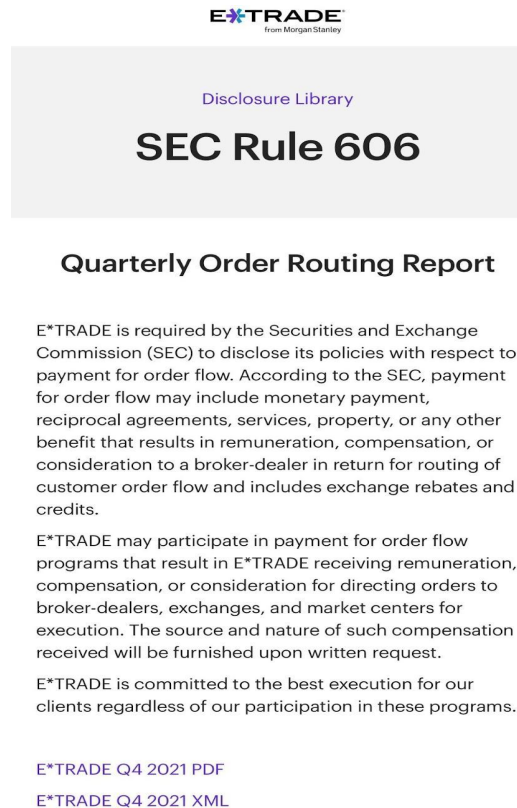 E*TRADE
from Morgan Stanley
Disclosure Library
SEC Rule 606
Quarterly Order Routing Report
E*TRADE is required by the Securities and Exchange
Commission (SEC) to disclose its policies with respect to
payment for order flow. According to the SEC, payment
for order flow may include monetary payment,
reciprocal agreements, services, property, or any other
benefit that results in remuneration, compensation, or
consideration to a broker-dealer in return for routing of
customer order flow and includes exchange rebates and
credits.
E*TRADE may participate in payment for order flow
programs that result in E*TRADE receiving remuneration,
compensation, or consideration for directing orders to
broker-dealers, exchanges, and market centers for
execution. The source and nature of such compensation
received will be furnished upon written request.
E*TRADE is committed to the best execution for our
clients regardless of our participation in these programs.
E*TRADE Q4 2021 PDF
E*TRADE Q4 2021 XML